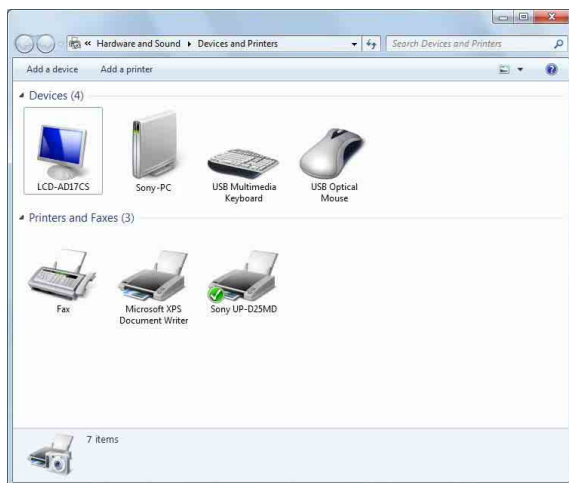 « Hardware and Sound ▸ Devices and Printers
Search Devices and Printers
Add a device Add a printer
Devices (4)
LCD-AD17CS Sony-PC USB Multimedia Keyboard USB Optical Mouse
Printers and Faxes (3)
Fax Microsoft XPS Document Writer Sony UP-D25MD
7 items